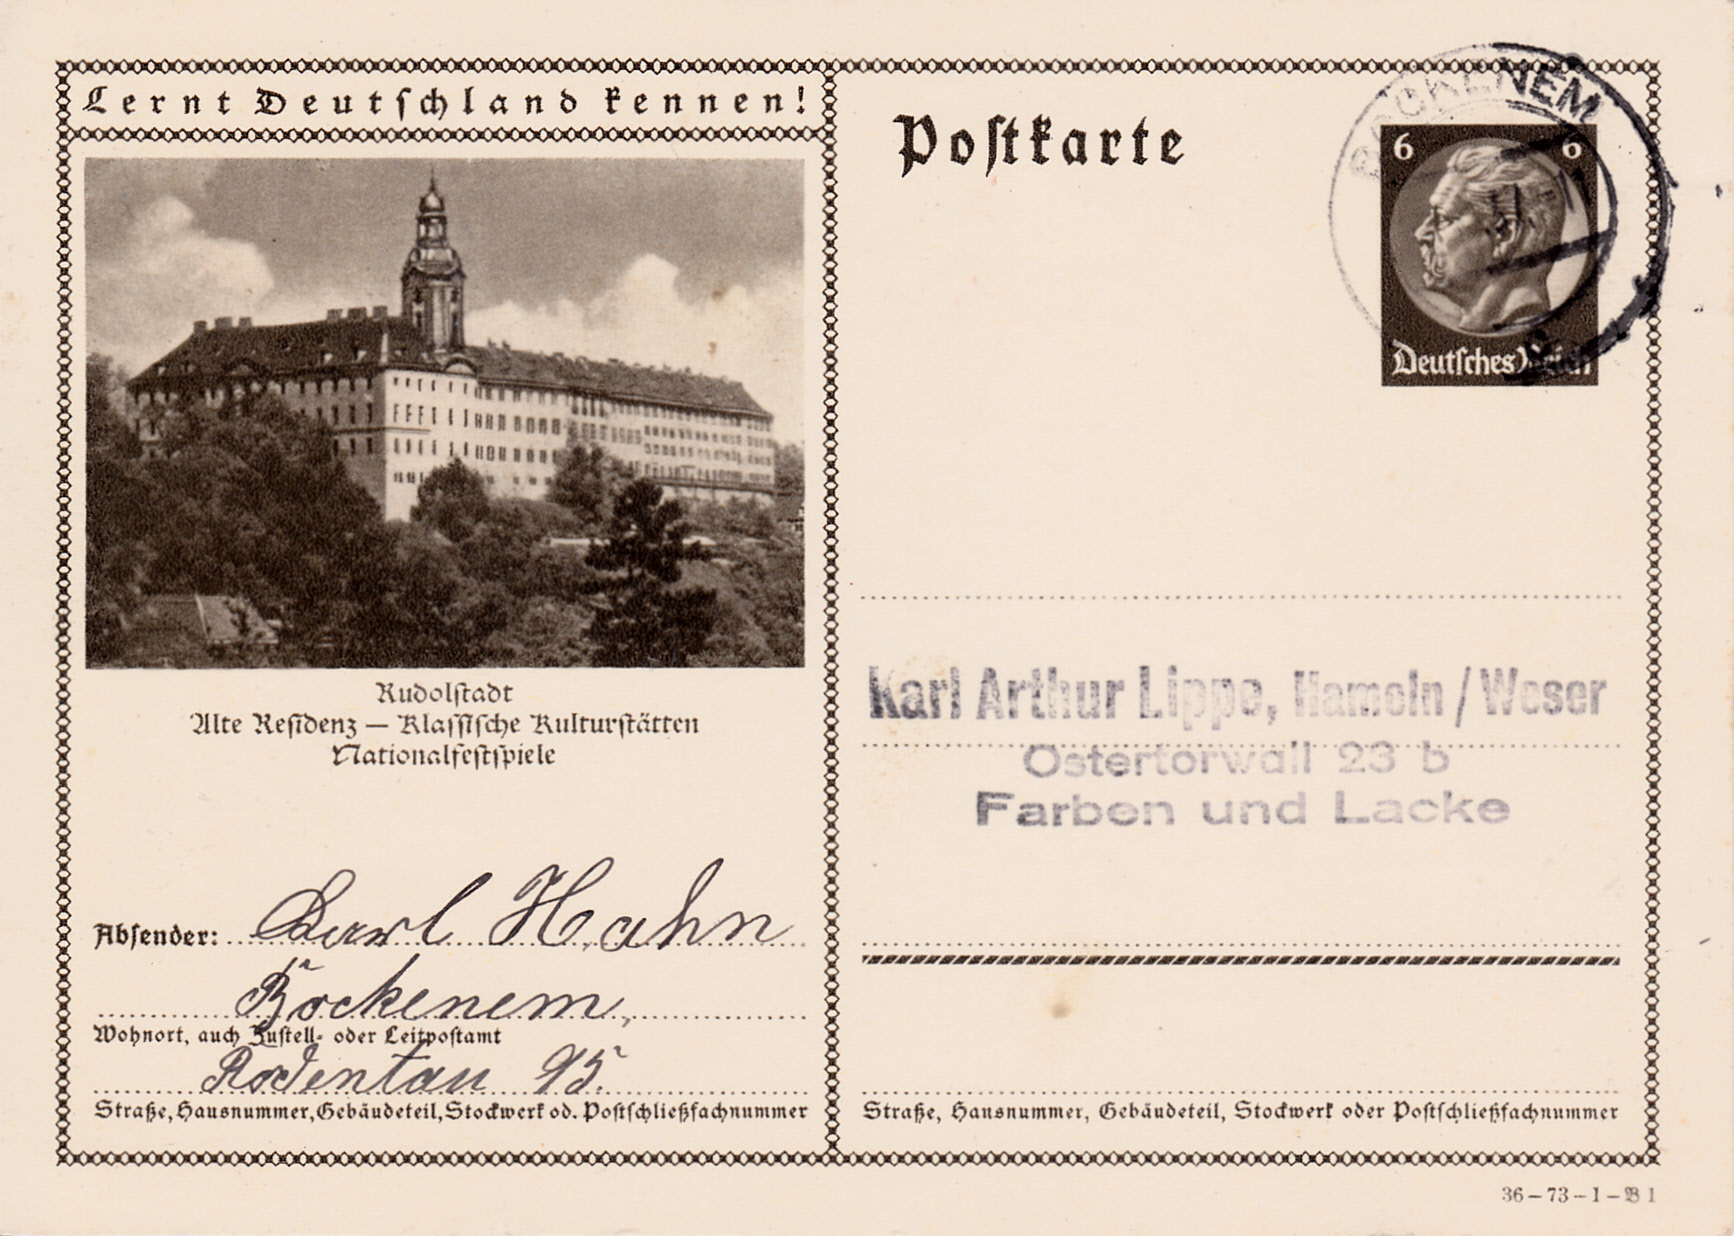 Lernt Deutschland kennen!
Rudolstadt
Alte Residenz — Klassische Kulturstätten
Nationalfestspiele
Absender: Karl Hahn
Bockenem,
Wohnort, auch Zustell- oder Leitpostamt
95.
Straße, Hausnummer, Gebäudeteil, Stockwerk od. Postschließfachnummer
Postkarte
BOCKENEM
6 6
Deutsches Reich
Karl Arthur Lippe, Hameln / Weser
Ostertorwall 23 b
Farben und Lacke
Straße, Hausnummer, Gebäudeteil, Stockwerk oder Postschließfachnummer
36 – 73 – 1 – B 1